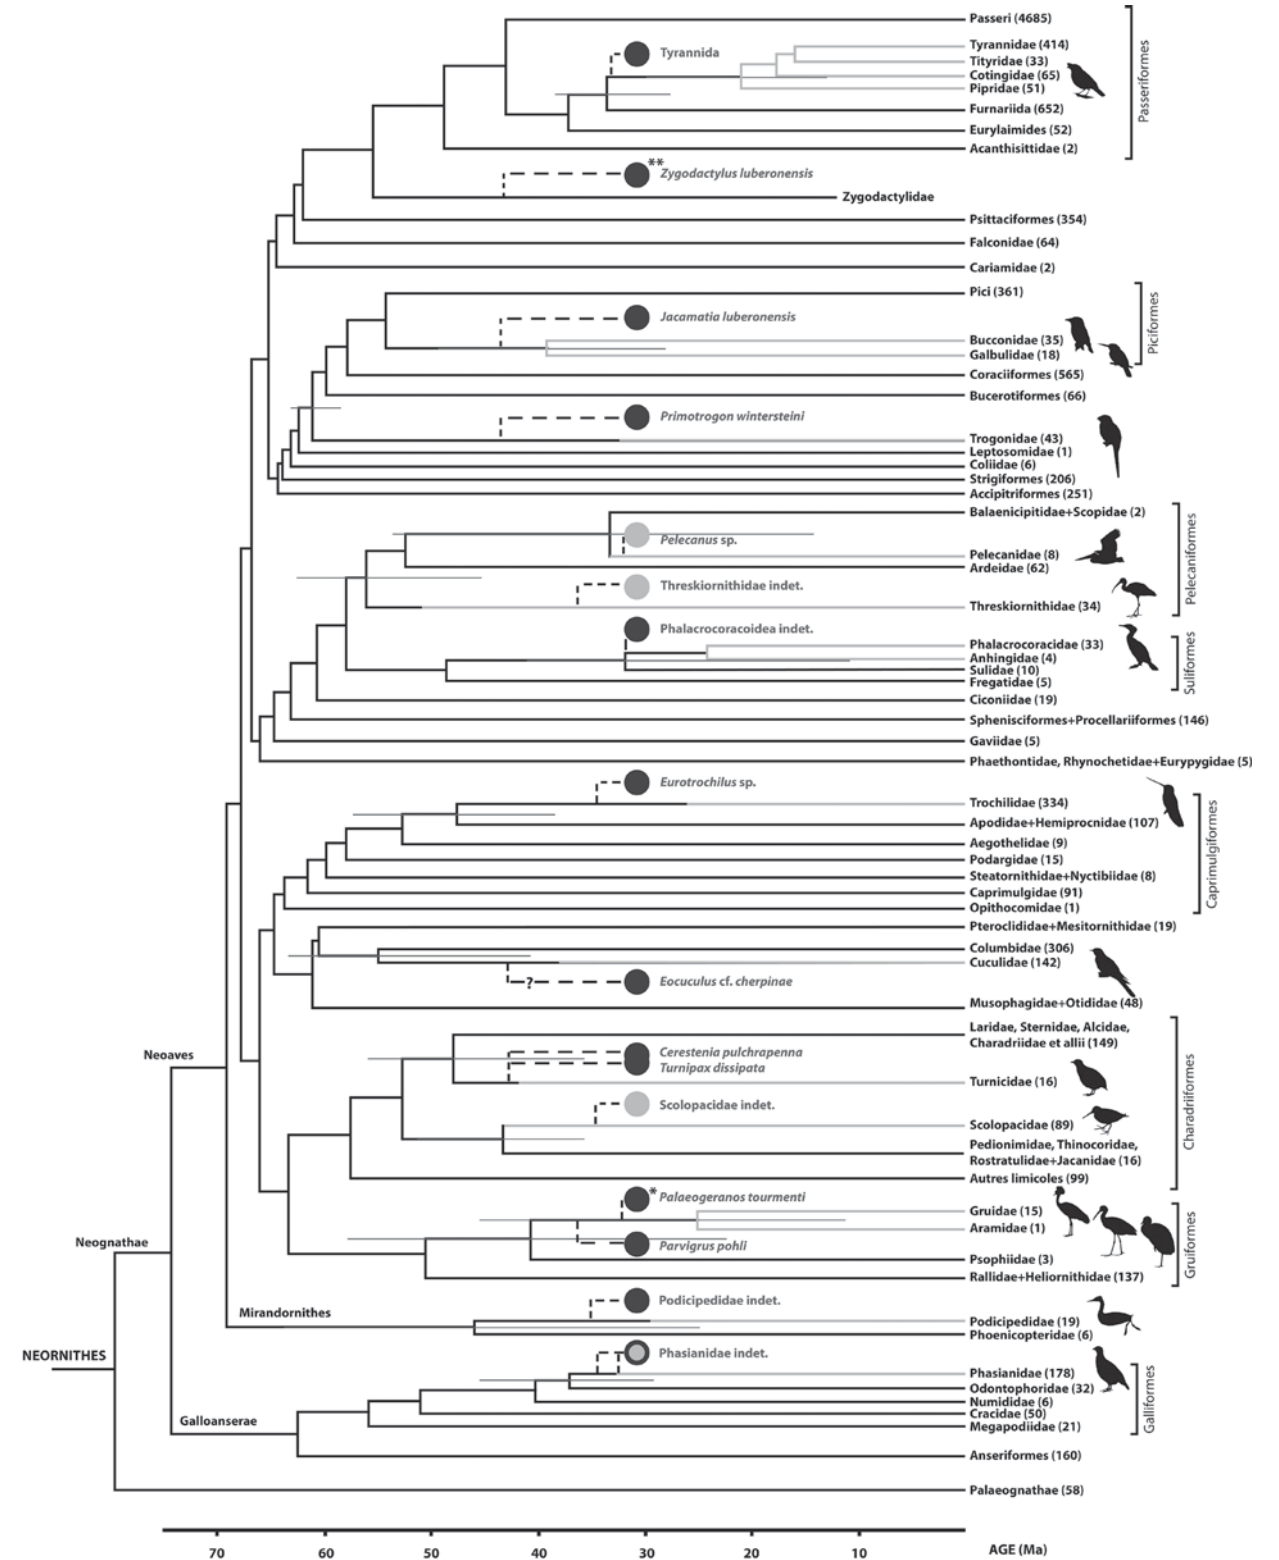 Passeri (4685)
Tyrannida
Tyrannidae (414)
Tityridae (33)
Cotingidae (65)
Pipridae (51)
Furnariida (652)
Eurylaimides (52)
Acanthisittidae (2)
Passeriformes
**
Zygodactylus luberonensis
Zygodactylidae
Psittaciformes (354)
Falconidae (64)
Cariamidae (2)
Pici (361)
Jacamatia luberonensis
Bucconidae (35)
Galbulidae (18)
Piciformes
Coraciiformes (565)
Bucerotiformes (66)
Primotrogon wintersteini
Trogonidae (43)
Leptosomidae (1)
Coliidae (6)
Strigiformes (206)
Accipitriformes (251)
Balaenicipitidae+Scopidae (2)
Pelecanus sp.
Pelecanidae (8)
Ardeidae (62)
Threskiornithidae indet.
Threskiornithidae (34)
Pelecaniformes
Phalacrocoracoidea indet.
Phalacrocoracidae (33)
Anhingidae (4)
Sulidae (10)
Fregatidae (5)
Suliformes
Ciconiidae (19)
Sphenisciformes+Procellariiformes (146)
Gaviidae (5)
Phaethontidae, Rhynochetidae+Eurypygidae (5)
Eurotrochilus sp.
Trochilidae (334)
Apodidae+Hemiprocnidae (107)
Aegothelidae (9)
Podargidae (15)
Steatornithidae+Nyctibiidae (8)
Caprimulgidae (91)
Opithocomidae (1)
Caprimulgiformes
Pteroclididae+Mesitornithidae (19)
Columbidae (306)
Cuculidae (142)
?
Eocuculus cf. cherpinae
Musophagidae+Otididae (48)
Laridae, Sternidae, Alcidae,
Charadriidae et allii (149)
Neoaves
Cerestenia pulchrapenna
Turnipax dissipata
Turnicidae (16)
Scolopacidae indet.
Scolopacidae (89)
Pedionimidae, Thinocoridae,
Rostratulidae+Jacanidae (16)
Autres limicoles (99)
Charadriiformes
*
Palaeogeranos tourmenti
Gruidae (15)
Aramidae (1)
Neognathae
Parvigrus pohli
Psophiidae (3)
Rallidae+Heliornithidae (137)
Gruiformes
Podicipedidae indet.
Mirandornithes
Podicipedidae (19)
Phoenicopteridae (6)
NEORNITHES
Phasianidae indet.
Phasianidae (178)
Odontophoridae (32)
Numididae (6)
Cracidae (50)
Megapodiidae (21)
Galliformes
Galloanserae
Anseriformes (160)
Palaeognathae (58)
70 60 50 40 30 20 10 AGE (Ma)